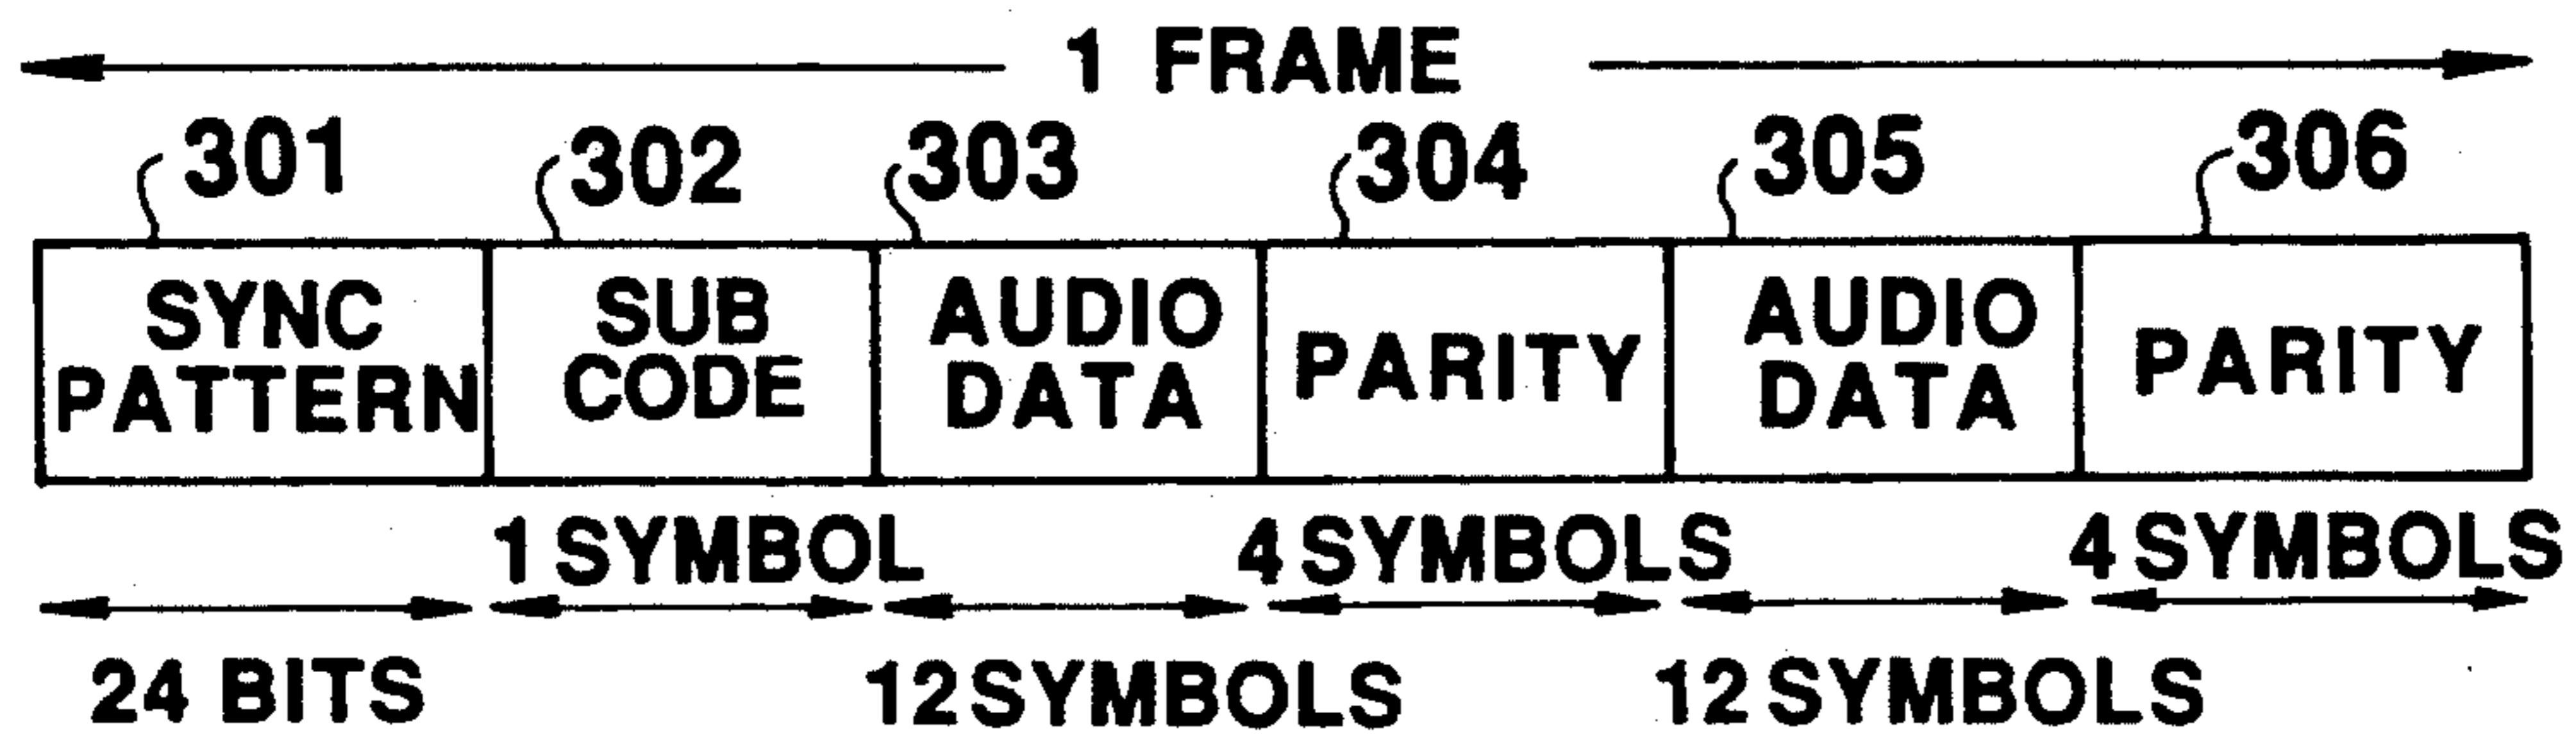 1 FRAME
301 302 303 304 305 306
SYNC PATTERN
SUB CODE
AUDIO DATA
PARITY
AUDIO DATA
PARITY
1 SYMBOL 4 SYMBOLS 4 SYMBOLS
24 BITS 12 SYMBOLS 12 SYMBOLS